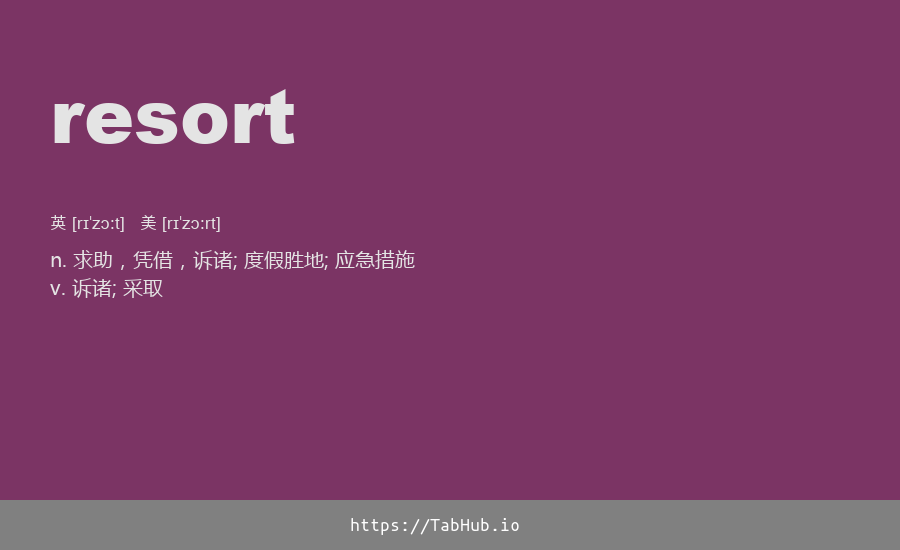 resort
英 [rɪˈzɔːt] 美 [rɪˈzɔːrt]
n. 求助，凭借，诉诸; 度假胜地; 应急措施
v. 诉诸; 采取
https://TabHub.io